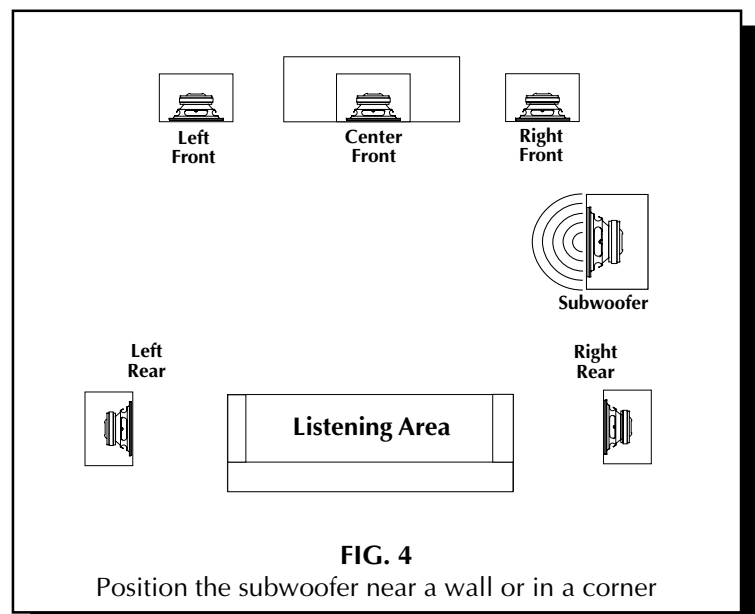 Left
Front
Center
Front
Right
Front
Subwoofer
Left
Rear
Right
Rear
Listening Area
FIG. 4
Position the subwoofer near a wall or in a corner